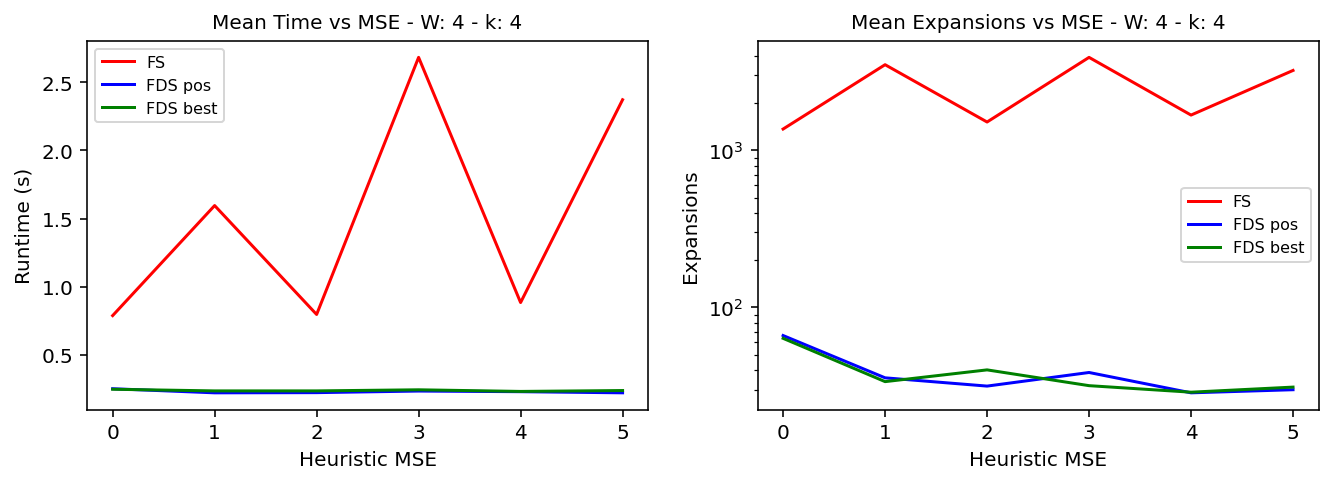 Mean Time vs MSE - W: 4 - k: 4
FS
FDS pos
FDS best
Runtime (s)
2.5
2.0
1.5
1.0
0.5
0 1 2 3 4 5
Heuristic MSE
Mean Expansions vs MSE - W: 4 - k: 4
FS
FDS pos
FDS best
Expansions
10³
10²
0 1 2 3 4 5
Heuristic MSE